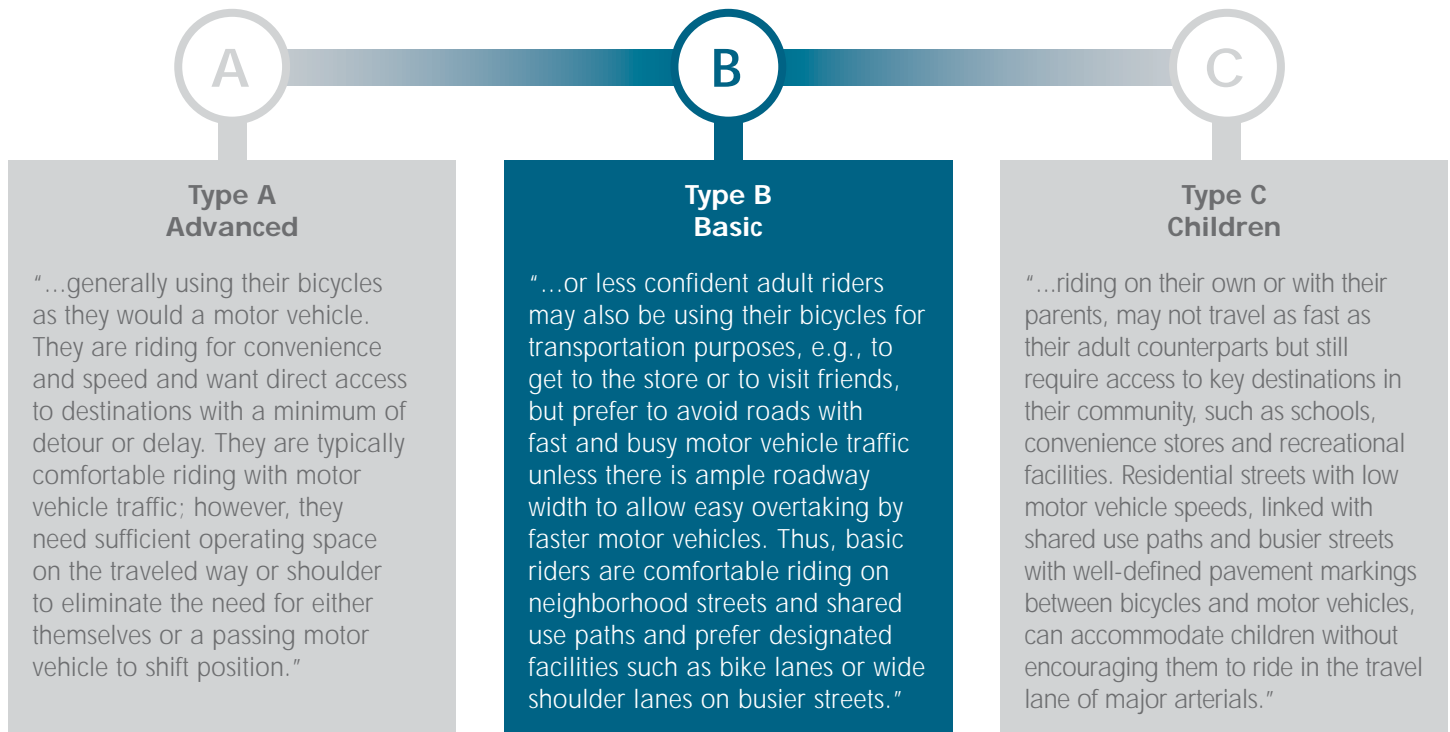 A
B
C
Type A
Advanced
“...generally using their bicycles
as they would a motor vehicle.
They are riding for convenience
and speed and want direct access
to destinations with a minimum of
detour or delay. They are typically
comfortable riding with motor
vehicle traffic; however, they
need sufficient operating space
on the traveled way or shoulder
to eliminate the need for either
themselves or a passing motor
vehicle to shift position.”
Type B
Basic
“...or less confident adult riders
may also be using their bicycles for
transportation purposes, e.g., to
get to the store or to visit friends,
but prefer to avoid roads with
fast and busy motor vehicle traffic
unless there is ample roadway
width to allow easy overtaking by
faster motor vehicles. Thus, basic
riders are comfortable riding on
neighborhood streets and shared
use paths and prefer designated
facilities such as bike lanes or wide
shoulder lanes on busier streets.”
Type C
Children
“...riding on their own or with their
parents, may not travel as fast as
their adult counterparts but still
require access to key destinations in
their community, such as schools,
convenience stores and recreational
facilities. Residential streets with low
motor vehicle speeds, linked with
shared use paths and busier streets
with well-defined pavement markings
between bicycles and motor vehicles,
can accommodate children without
encouraging them to ride in the travel
lane of major arterials.”